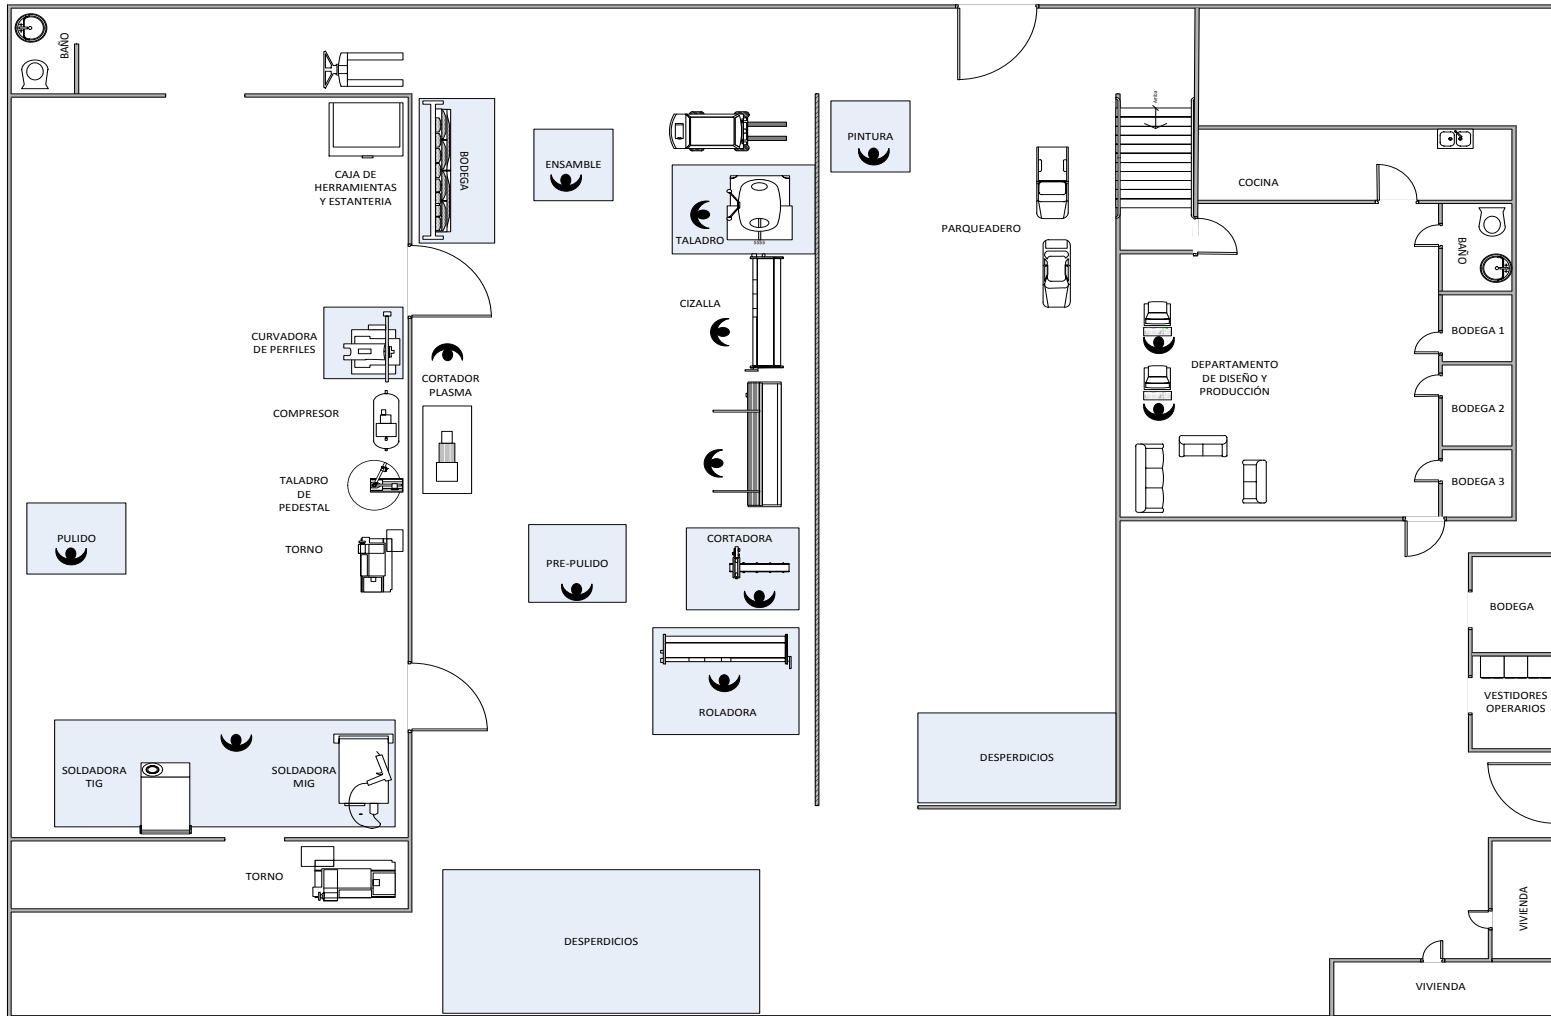 BAÑO
Arriba
CAJA DE
HERRAMIENTAS
Y ESTANTERIA
BODEGA
ENSAMBLE
TALADRO
PINTURA
PARQUEADERO
COCINA
BAÑO
CIZALLA
CURVADORA
DE PERFILES
CORTADOR
PLASMA
COMPRESOR
TALADRO
DE
PEDESTAL
TORNO
PULIDO
PRE-PULIDO
CORTADORA
ROLADORA
DEPARTAMENTO
DE DISEÑO Y
PRODUCCIÓN
BODEGA 1
BODEGA 2
BODEGA 3
BODEGA
VESTIDORES
OPERARIOS
SOLDADORA
TIG
SOLDADORA
MIG
DESPERDICIOS
TORNO
DESPERDICIOS
VIVIENDA
VIVIENDA